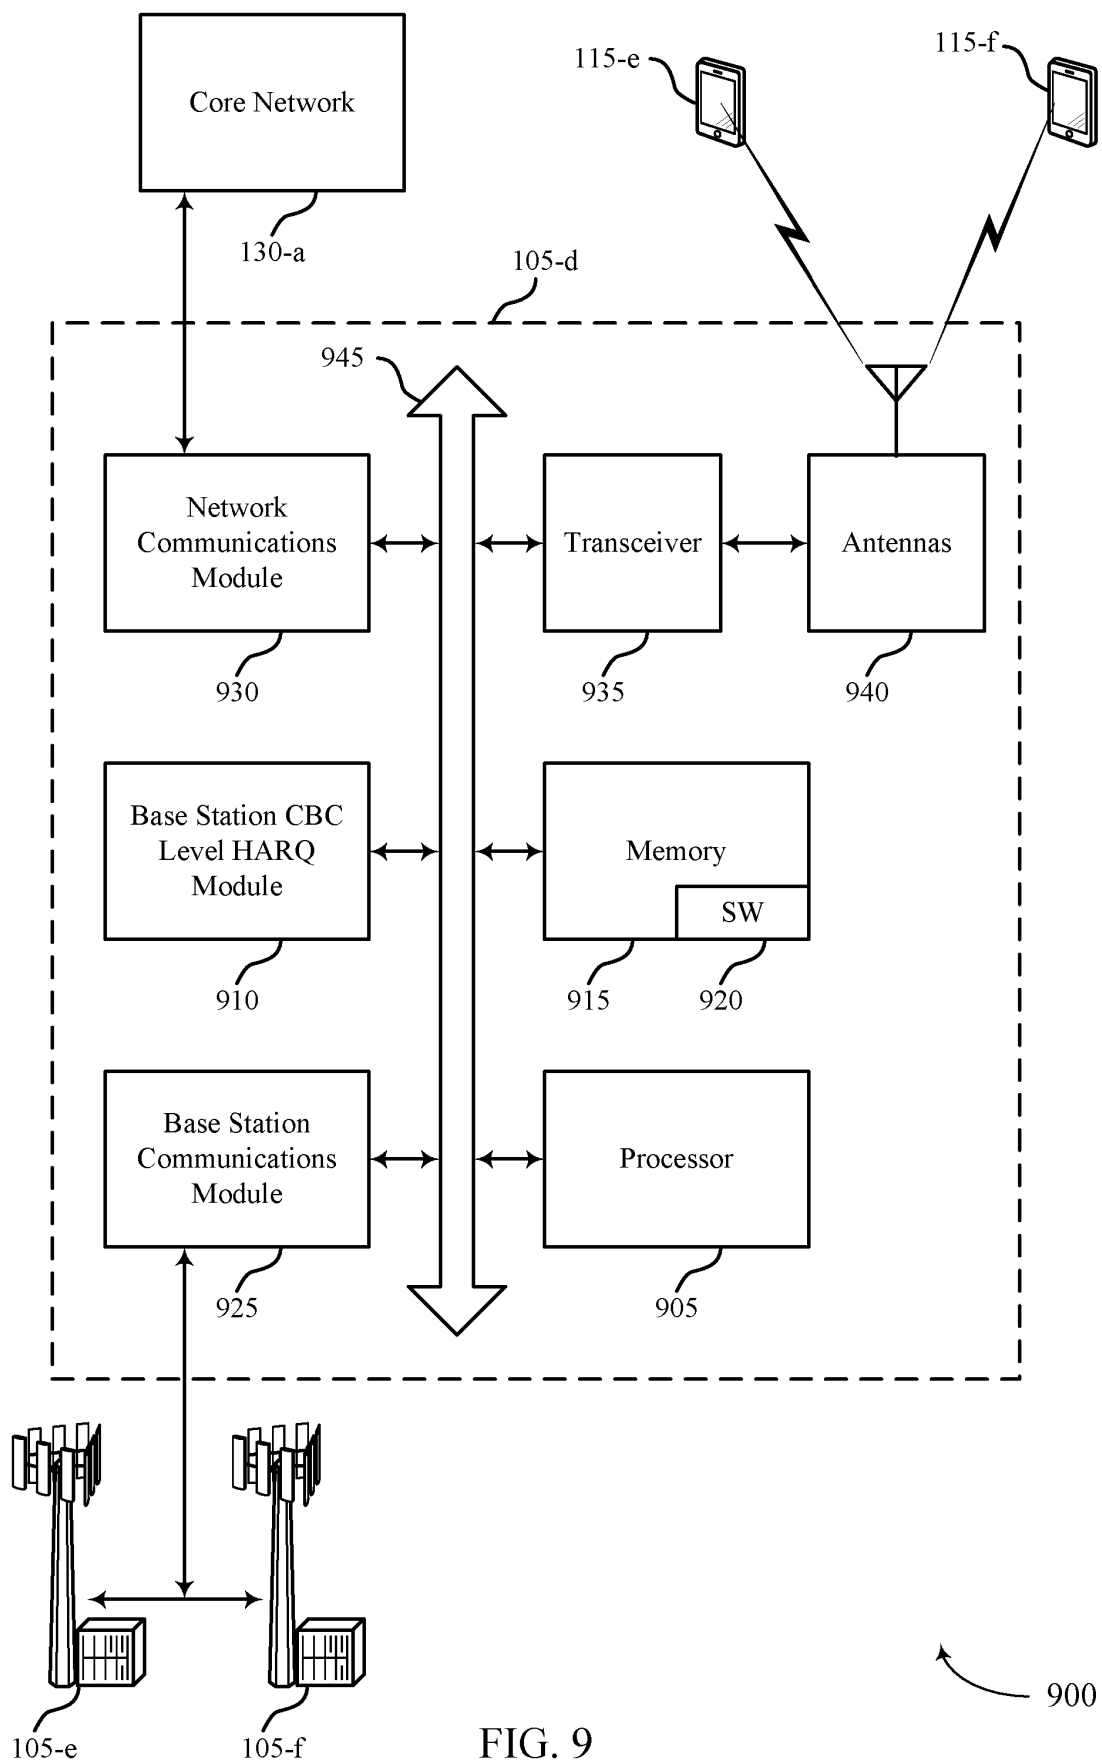 Core Network
130-a
115-e
115-f
105-d
945
Network
Communications
Module
930
Transceiver
935
Antennas
940
Base Station CBC
Level HARQ
Module
910
Memory
SW
915
920
Base Station
Communications
Module
925
Processor
905
105-e
105-f
900
FIG. 9